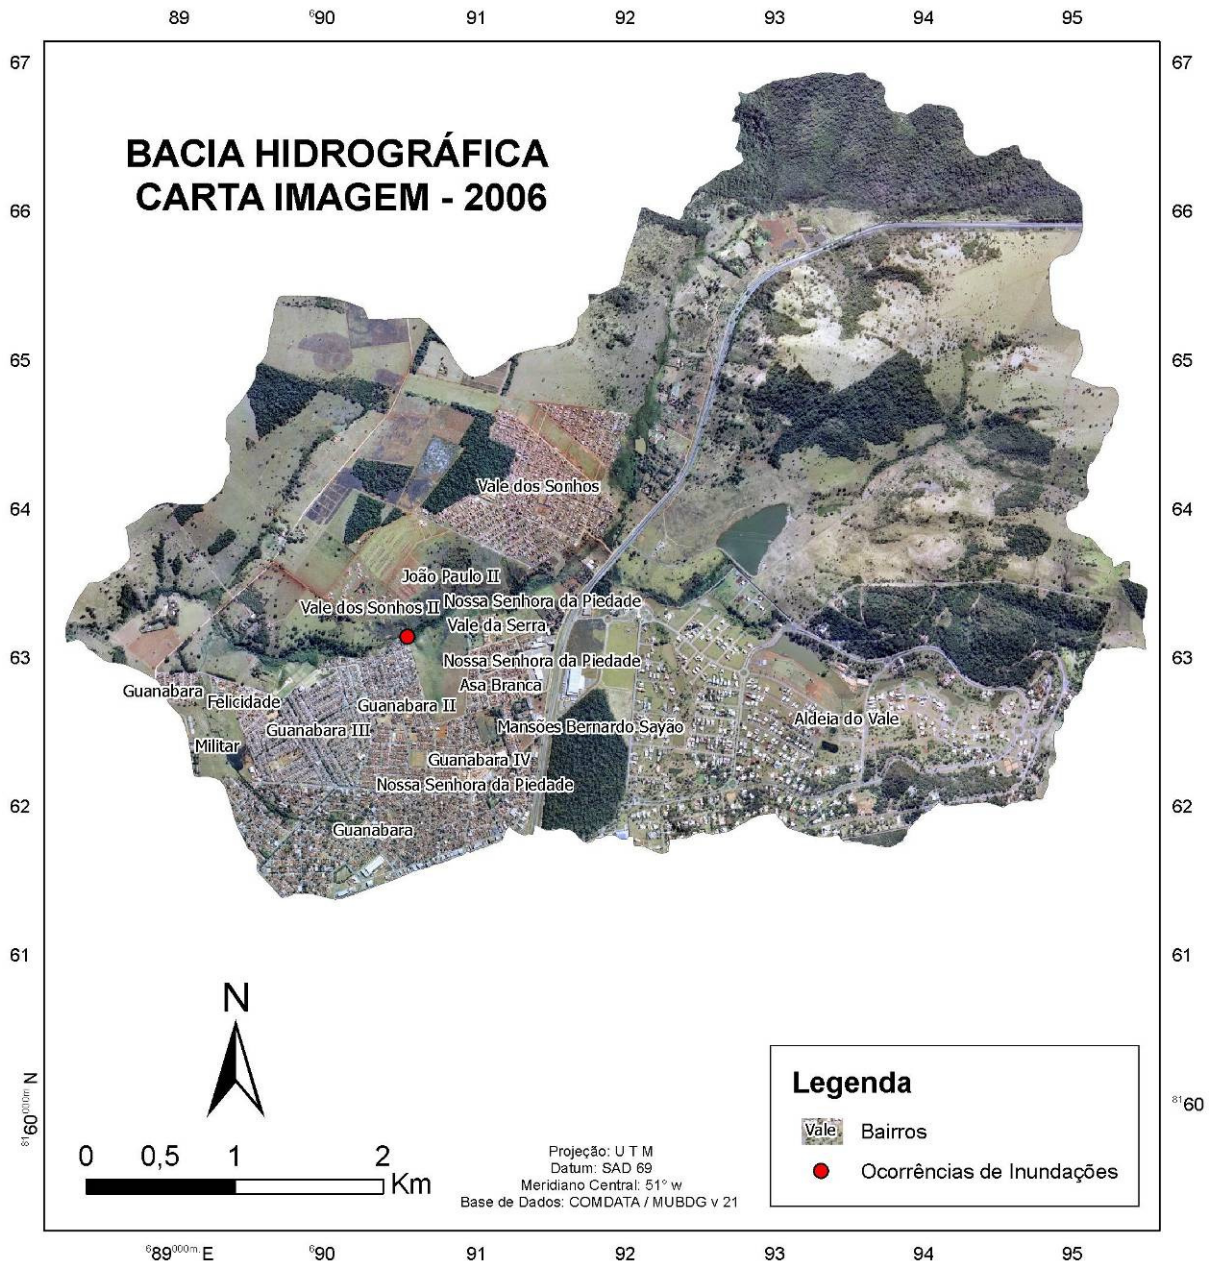 89 ⁶90 91 92 93 94 95
67 67
BACIA HIDROGRÁFICA
CARTA IMAGEM - 2006
66 66
65 65
Vale dos Sonhos
64 64
João Paulo II
Vale dos Sonhos II
Nossa Senhora da Piedade
Vale da Serra
63 63
Nossa Senhora da Piedade
Asa Branca
Guanabara
Felicidade
Guanabara II
Guanabara III
Mansões Bernardo Sayão
Aldeia do Vale
Militar
Guanabara IV
Nossa Senhora da Piedade
62 62
Guanabara
61 61
N
⁸¹60⁰⁰⁰ᵐ· N
⁸¹60
0 0,5 1 2
Km
Projeção: U T M
Datum: SAD 69
Meridiano Central: 51° w
Base de Dados: COMDATA / MUBDG v 21
Legenda
Vale Bairros
Ocorrências de Inundações
⁶89⁰⁰⁰ᵐ· E ⁶90 91 92 93 94 95